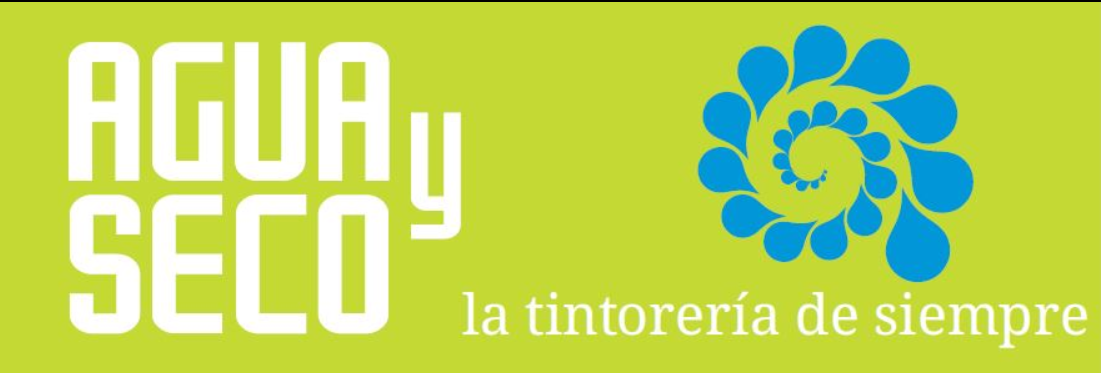 AGUA y
SECO
la tintorería de siempre